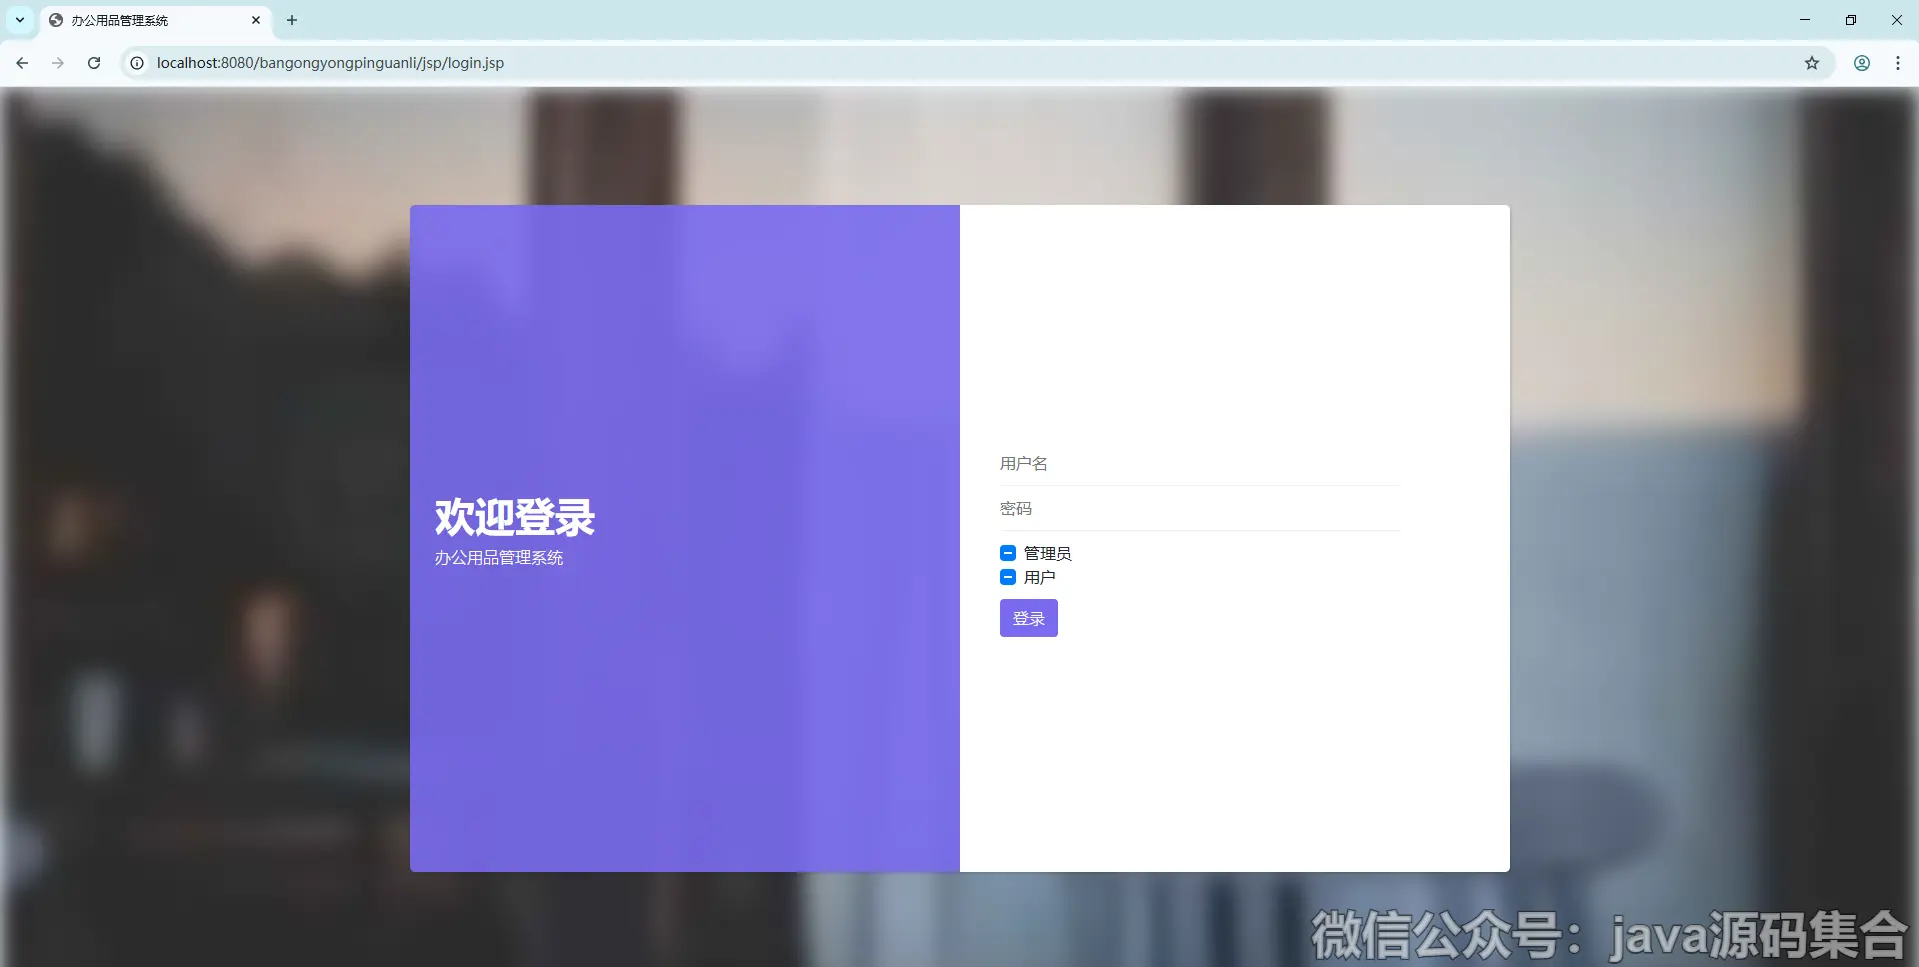 办公用品管理系统
localhost:8080/bangongyongpinguanli/jsp/login.jsp
用户名
密码
欢迎登录
办公用品管理系统
管理员
用户
登录
微信公众号：java源码集合